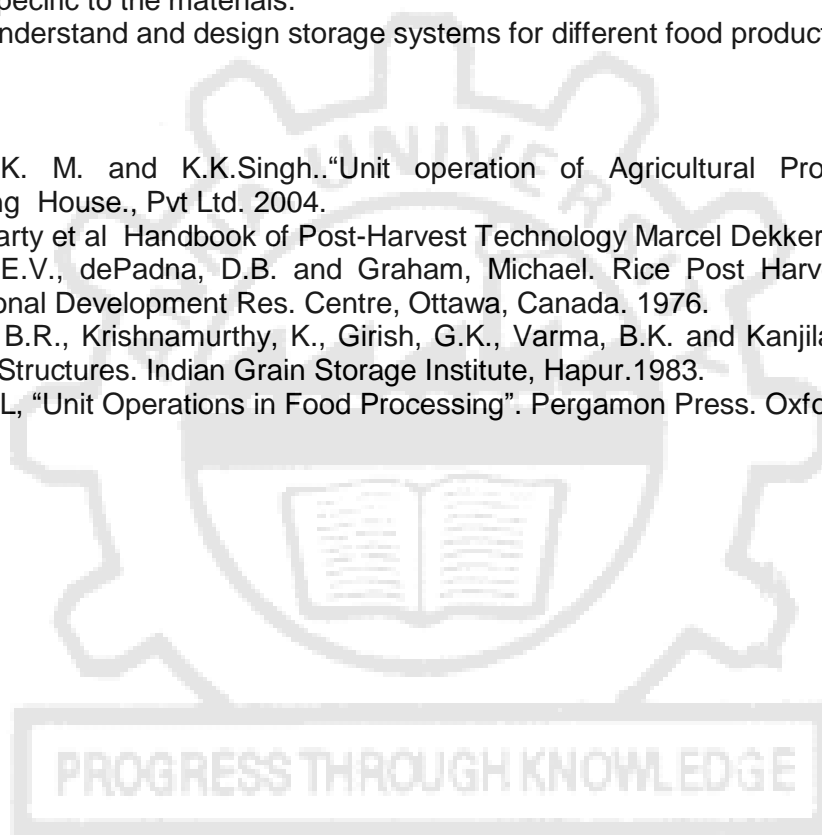 pecific to the materials.
nderstand and design storage systems for different food product
K. M. and K.K.Singh..“Unit operation of Agricultural Pro
ng House., Pvt Ltd. 2004.
arty et al Handbook of Post-Harvest Technology Marcel Dekker
E.V., dePadna, D.B. and Graham, Michael. Rice Post Harv
onal Development Res. Centre, Ottawa, Canada. 1976.
B.R., Krishnamurthy, K., Girish, G.K., Varma, B.K. and Kanjila
Structures. Indian Grain Storage Institute, Hapur.1983.
L, “Unit Operations in Food Processing”. Pergamon Press. Oxfo
PROGRESS THROUGH KNOWLEDGE